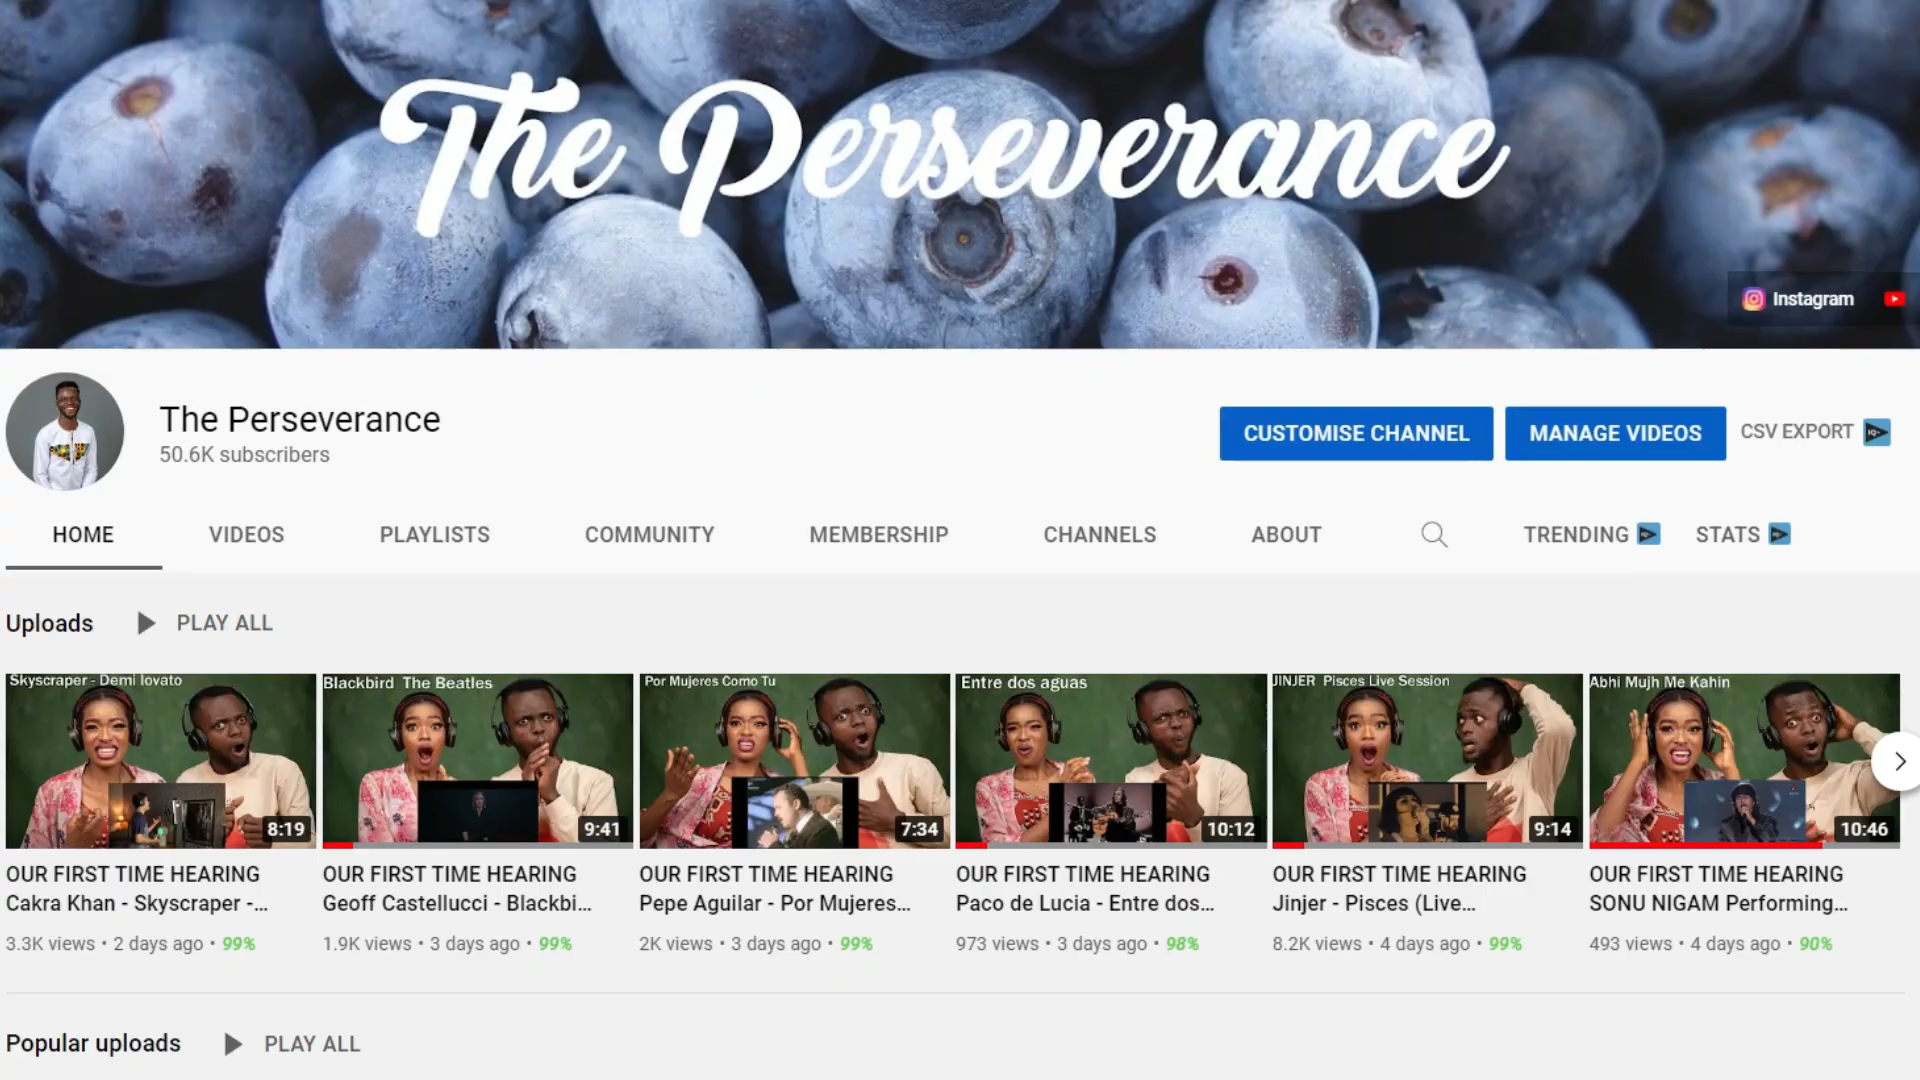 The Perseverance
Instagram
The Perseverance
50.6K subscribers
CUSTOMISE CHANNEL
MANAGE VIDEOS
CSV EXPORT
HOME
VIDEOS
PLAYLISTS
COMMUNITY
MEMBERSHIP
CHANNELS
ABOUT
TRENDING
STATS
Uploads
PLAY ALL
Skyscraper - Demi lovato
8:19
OUR FIRST TIME HEARING
Cakra Khan - Skyscraper -...
3.3K views • 2 days ago • 99%
Blackbird The Beatles
9:41
OUR FIRST TIME HEARING
Geoff Castellucci - Blackbi...
1.9K views • 3 days ago • 99%
Por Mujeres Como Tu
7:34
OUR FIRST TIME HEARING
Pepe Aguilar - Por Mujeres...
2K views • 3 days ago • 99%
Entre dos aguas
10:12
OUR FIRST TIME HEARING
Paco de Lucia - Entre dos...
973 views • 3 days ago • 98%
JINJER Pisces Live Session
9:14
OUR FIRST TIME HEARING
Jinjer - Pisces (Live...
8.2K views • 4 days ago • 99%
Abhi Mujh Me Kahin
10:46
OUR FIRST TIME HEARING
SONU NIGAM Performing...
493 views • 4 days ago • 90%
Popular uploads
PLAY ALL